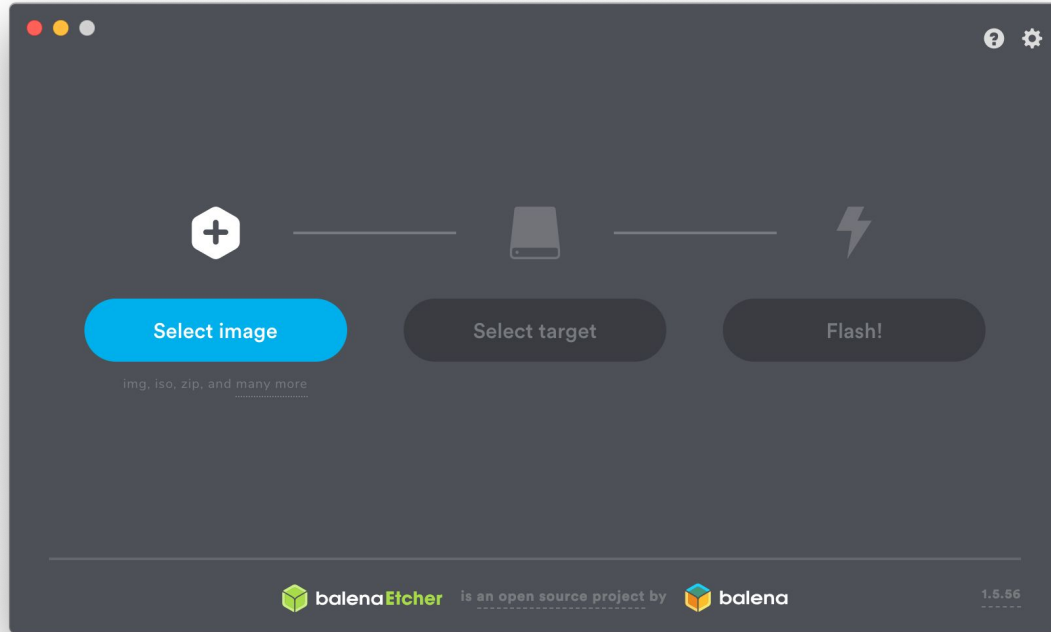 Select image
Select target
Flash!
img, iso, zip, and many more
balenaEtcher is an open source project by balena
1.5.56